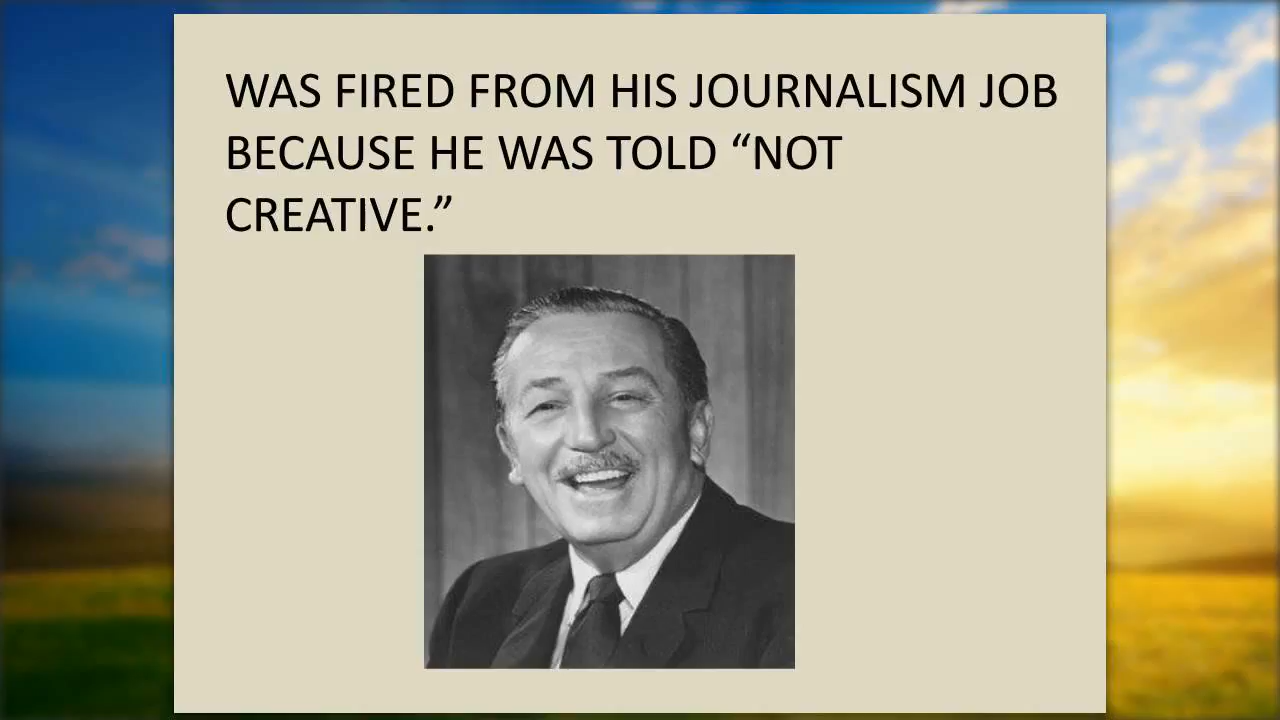 WAS FIRED FROM HIS JOURNALISM JOB
BECAUSE HE WAS TOLD “NOT
CREATIVE.”